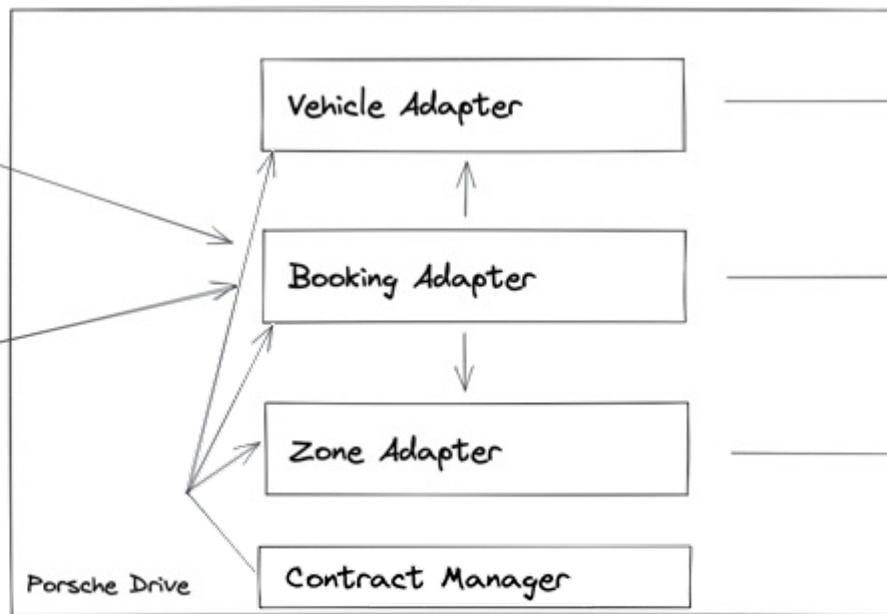 Vehicle Adapter
Booking Adapter
Zone Adapter
Contract Manager
Porsche Drive